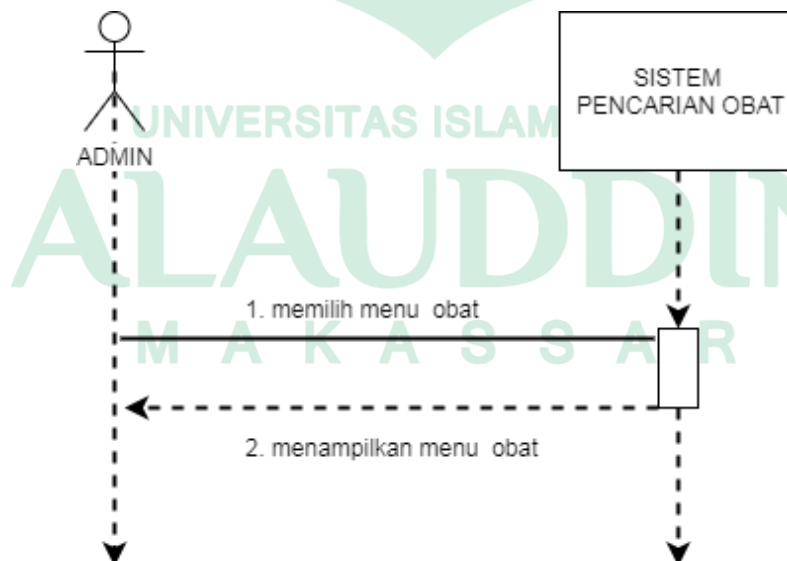 SISTEM
PENCARIAN OBAT
UNIVERSITAS ISLAM
ADMIN
ALAUDDIN
1. memilih menu obat
M A K A S S A R
2. menampilkan menu obat